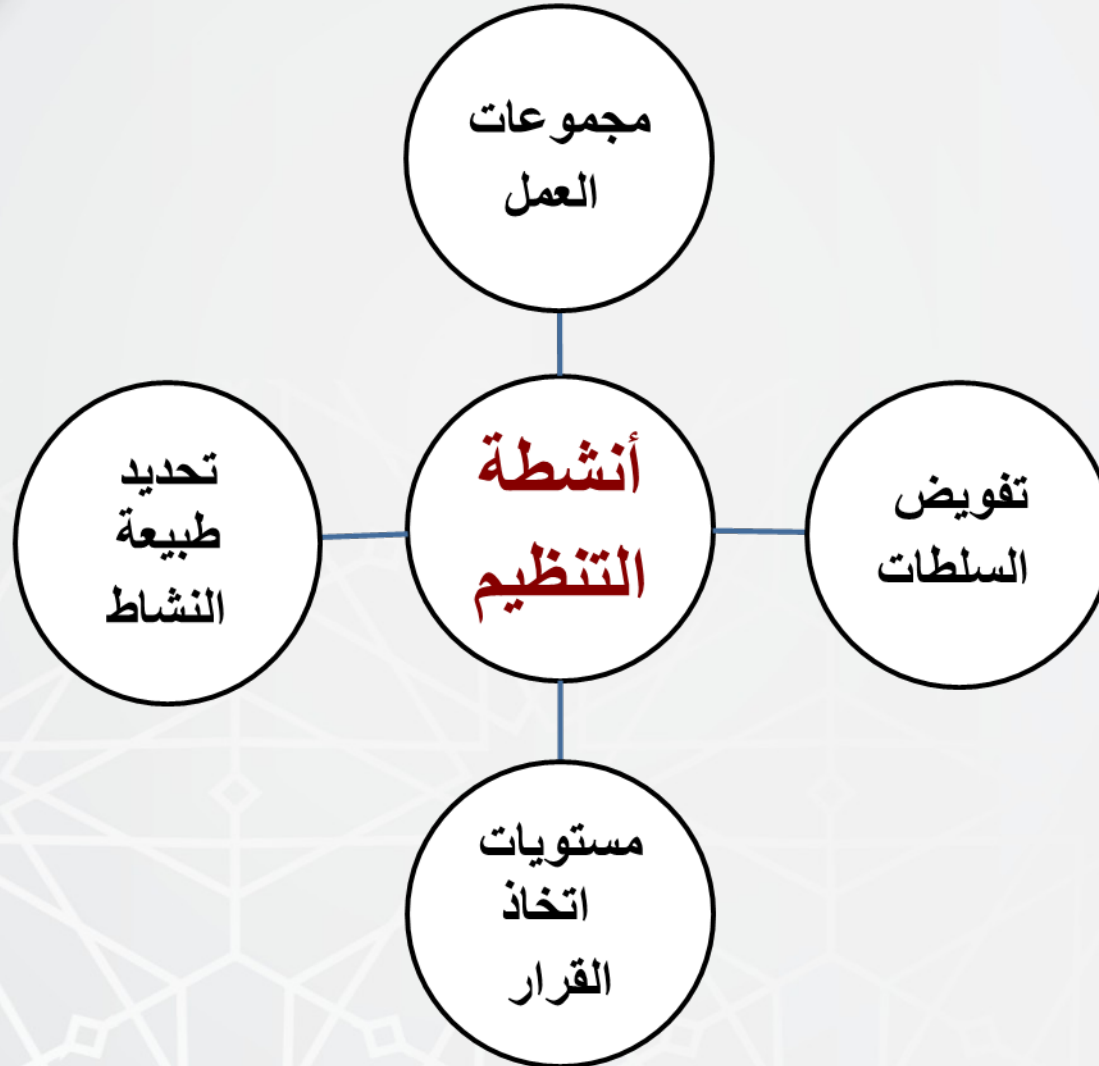 مجموعات
العمل
أنشطة
التنظيم
تفويض
السلطات
تحديد
طبيعة
النشاط
مستويات
اتخاذ
القرار